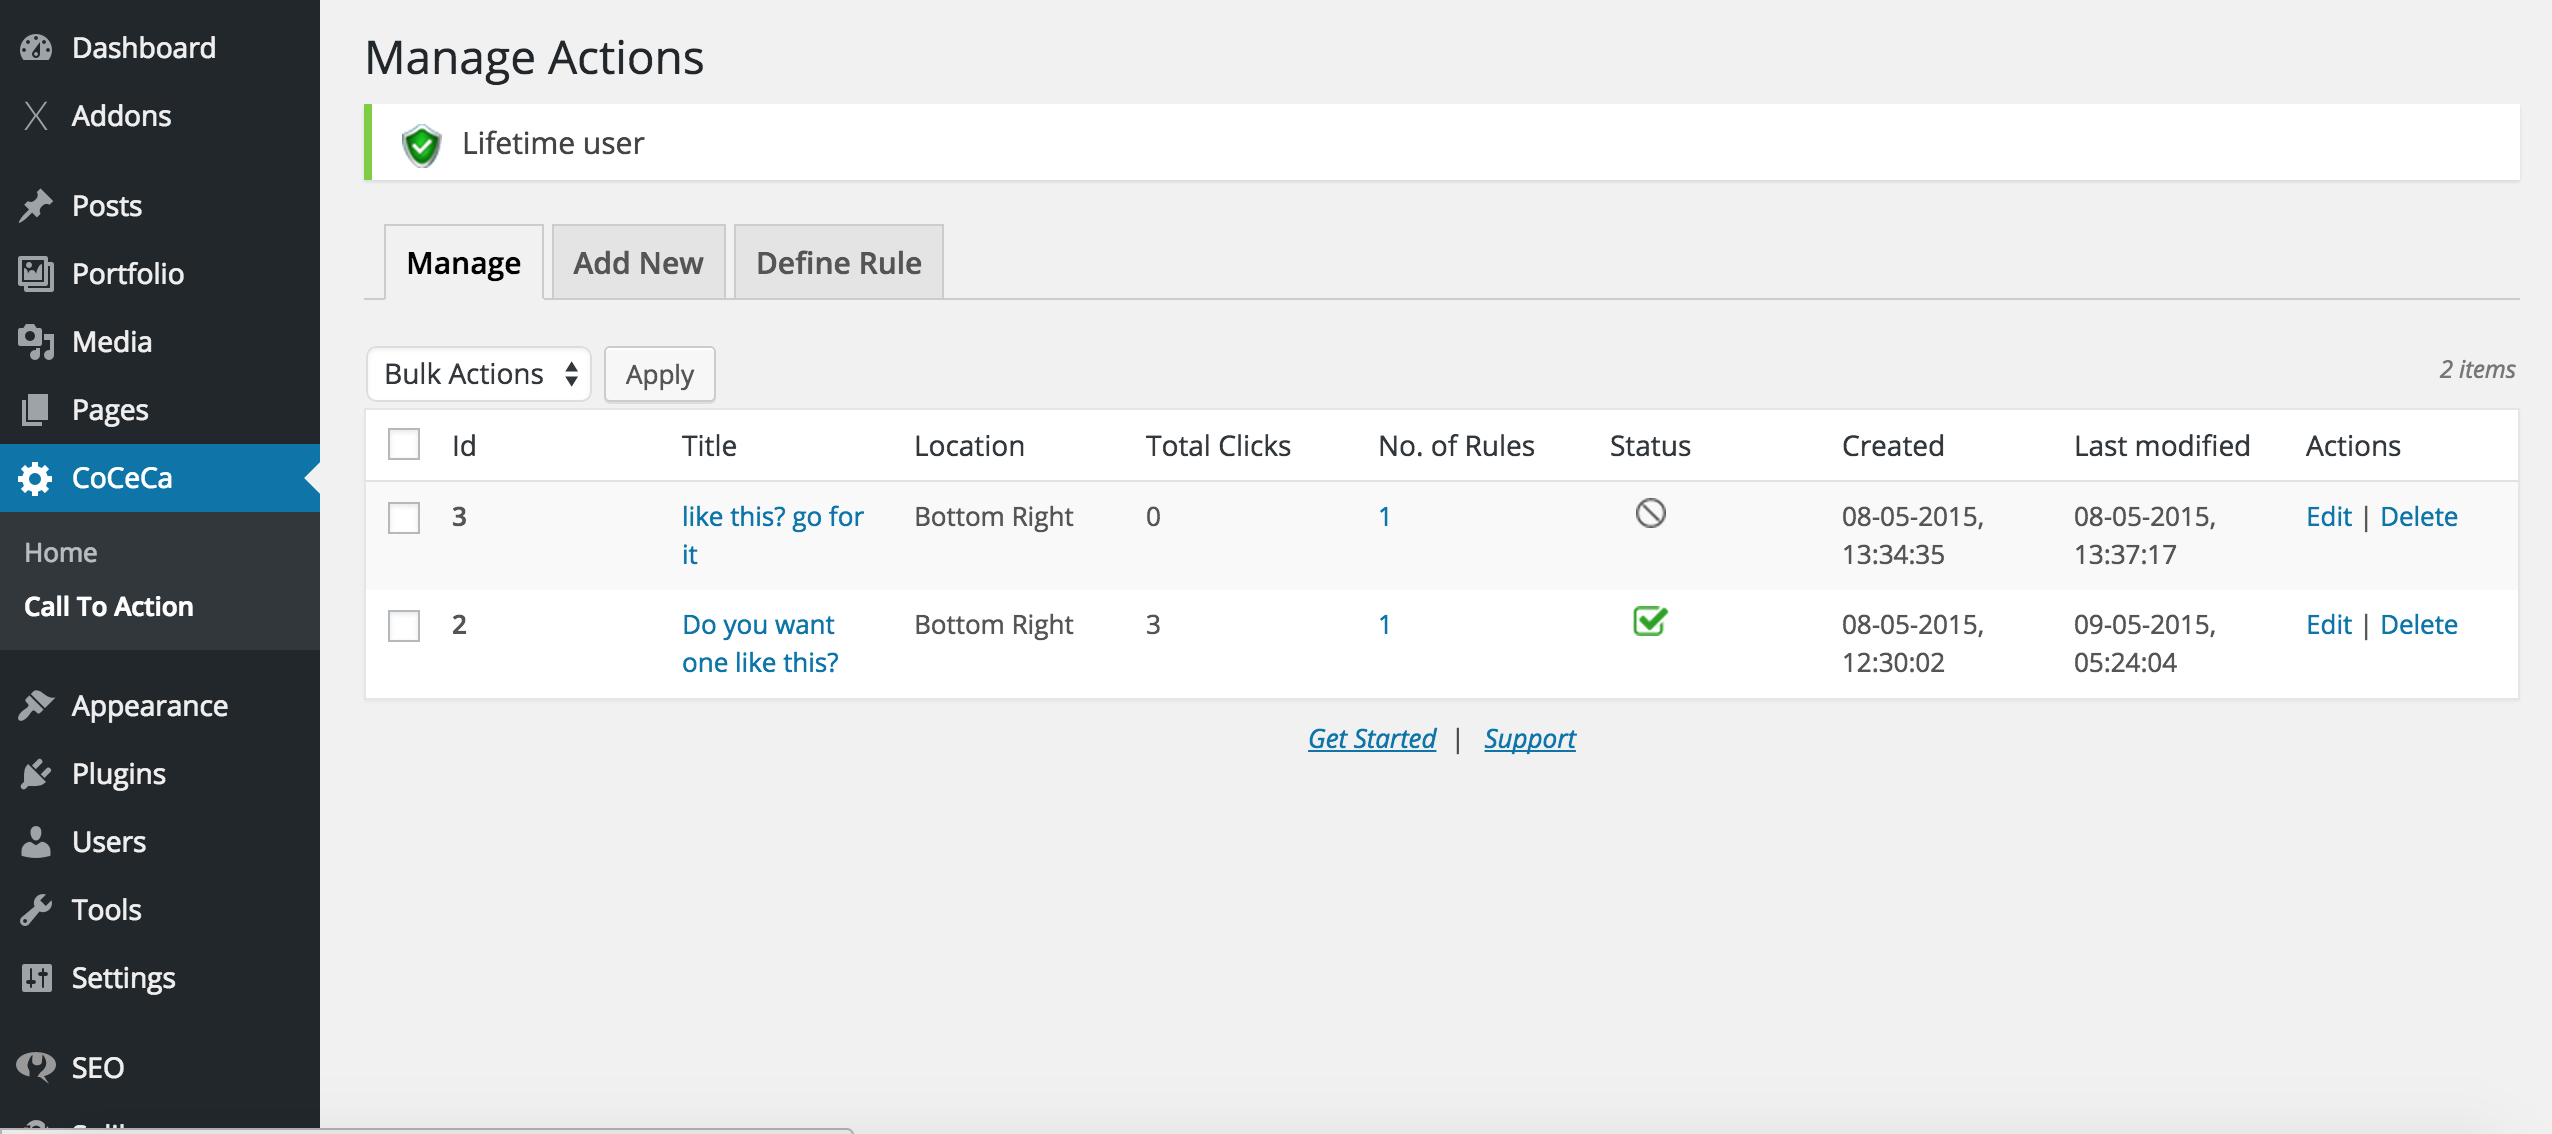 Dashboard
Addons
Posts
Portfolio
Media
Pages
CoCeCa
Home
Call To Action
Appearance
Plugins
Users
Tools
Settings
SEO
Manage Actions
Lifetime user
Manage
Add New
Define Rule
Bulk Actions
Apply
2 items
Id Title Location Total Clicks No. of Rules Status Created Last modified Actions
3 like this? go for Bottom Right 0 1 08-05-2015, 08-05-2015, Edit | Delete
it 13:34:35 13:37:17
2 Do you want Bottom Right 3 1 08-05-2015, 09-05-2015, Edit | Delete
one like this? 12:30:02 05:24:04
Get Started | Support